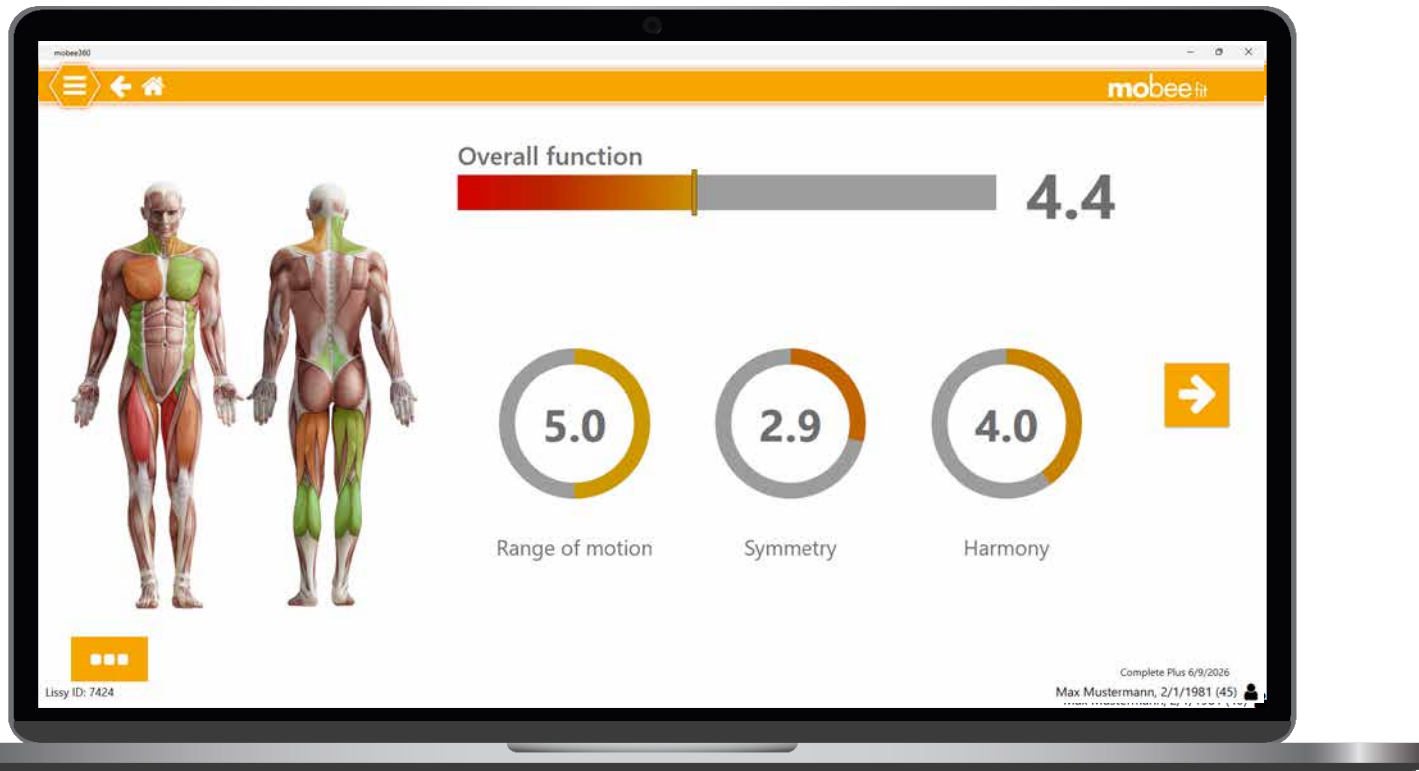 mobee360
mobee fit
Overall function
4.4
5.0
2.9
4.0
Range of motion
Symmetry
Harmony
Complete Plus 6/9/2026
Lissy ID: 7424
Max Mustermann, 2/1/1981 (45)